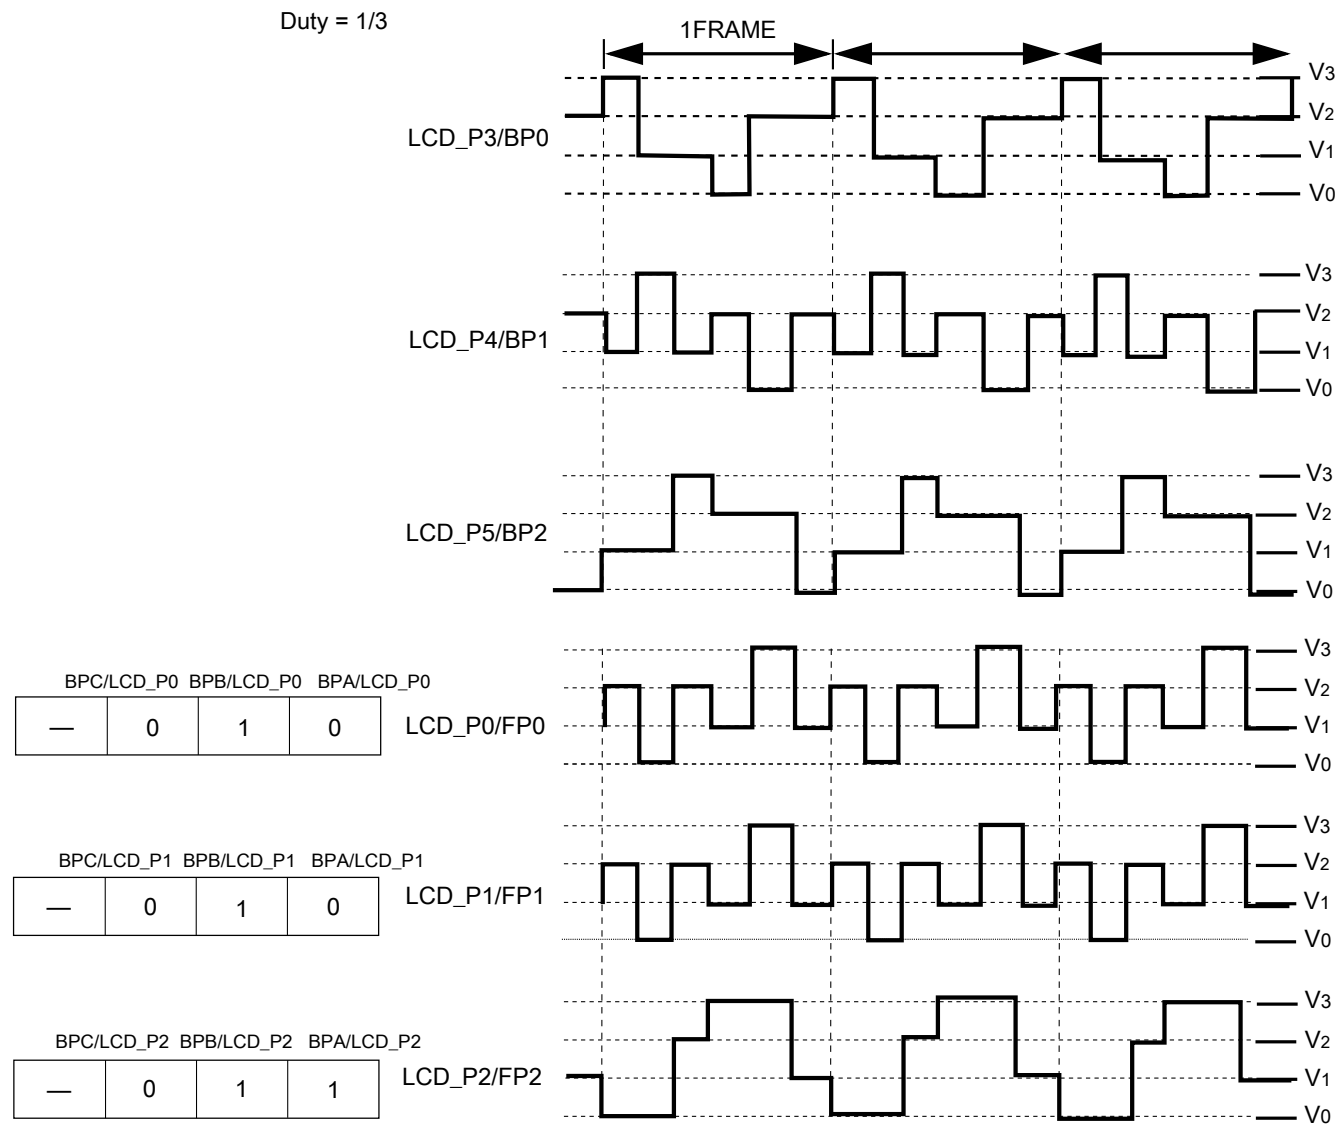 Duty = 1/3
1FRAME
V3
V2
LCD_P3/BP0
V1
V0
V3
V2
LCD_P4/BP1
V1
V0
V3
V2
LCD_P5/BP2
V1
V0
V3
BPC/LCD_P0 BPB/LCD_P0 BPA/LCD_P0
V2
— 0 1 0
LCD_P0/FP0
V1
V0
V3
BPC/LCD_P1 BPB/LCD_P1 BPA/LCD_P1
V2
— 0 1 0
LCD_P1/FP1
V1
V0
V3
BPC/LCD_P2 BPB/LCD_P2 BPA/LCD_P2
V2
— 0 1 1
LCD_P2/FP2
V1
V0